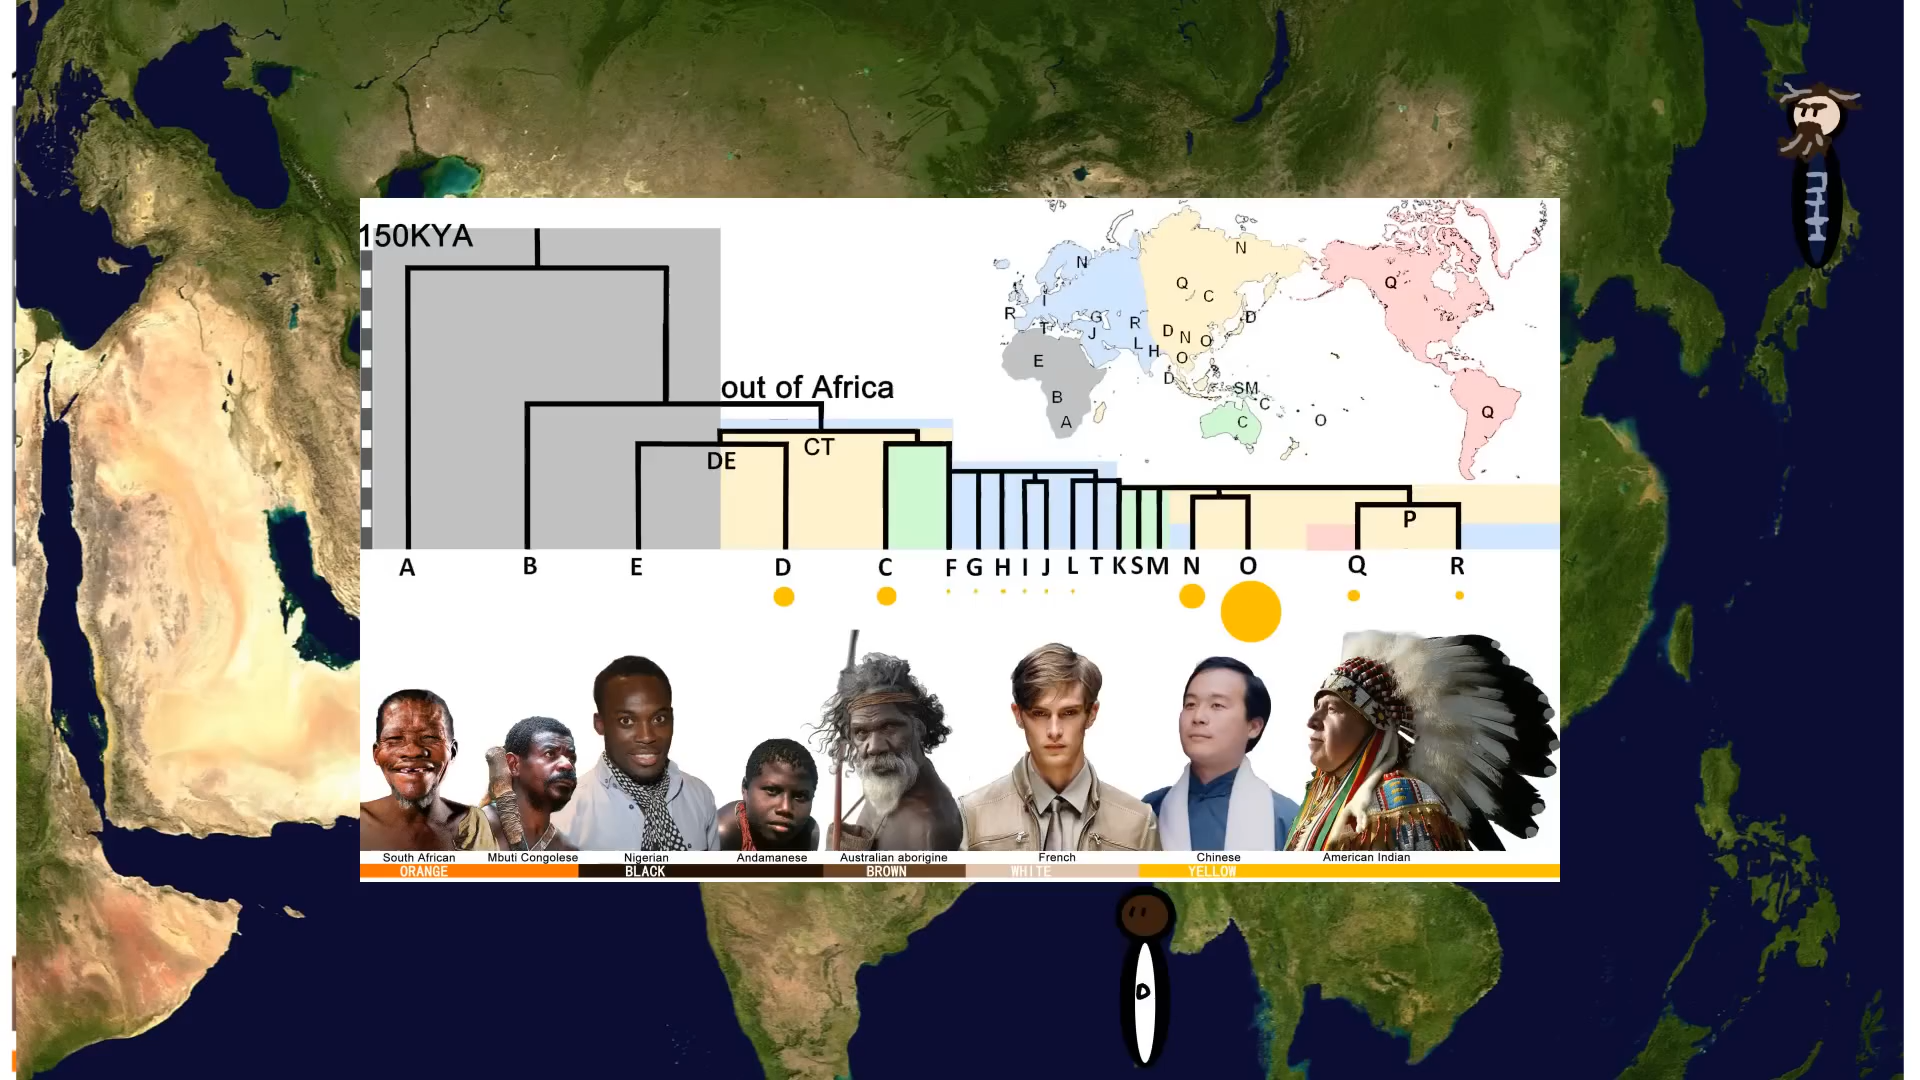 150KYA
N
N
Q
Q
C
I
R
G
T
J
R
D
D
N
O
L
H
O
E
D
SM
B
C
A
C
O
Q
out of Africa
CT
DE
P
A B E D C F G H I J L T K S M N O Q R
South African Mbuti Congolese Nigerian Andamanese Australian aborigine French Chinese American Indian
ORANGE BLACK BROWN WHITE YELLOW
D